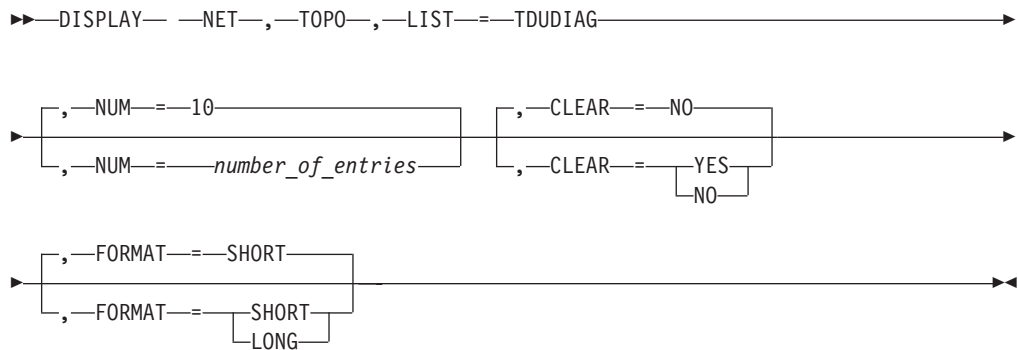 DISPLAY NET , TOPO , LIST = TDUDIAG
, NUM = 10 , CLEAR = NO
, NUM = number_of_entries , CLEAR = YES
NO
, FORMAT = SHORT
, FORMAT = SHORT
LONG